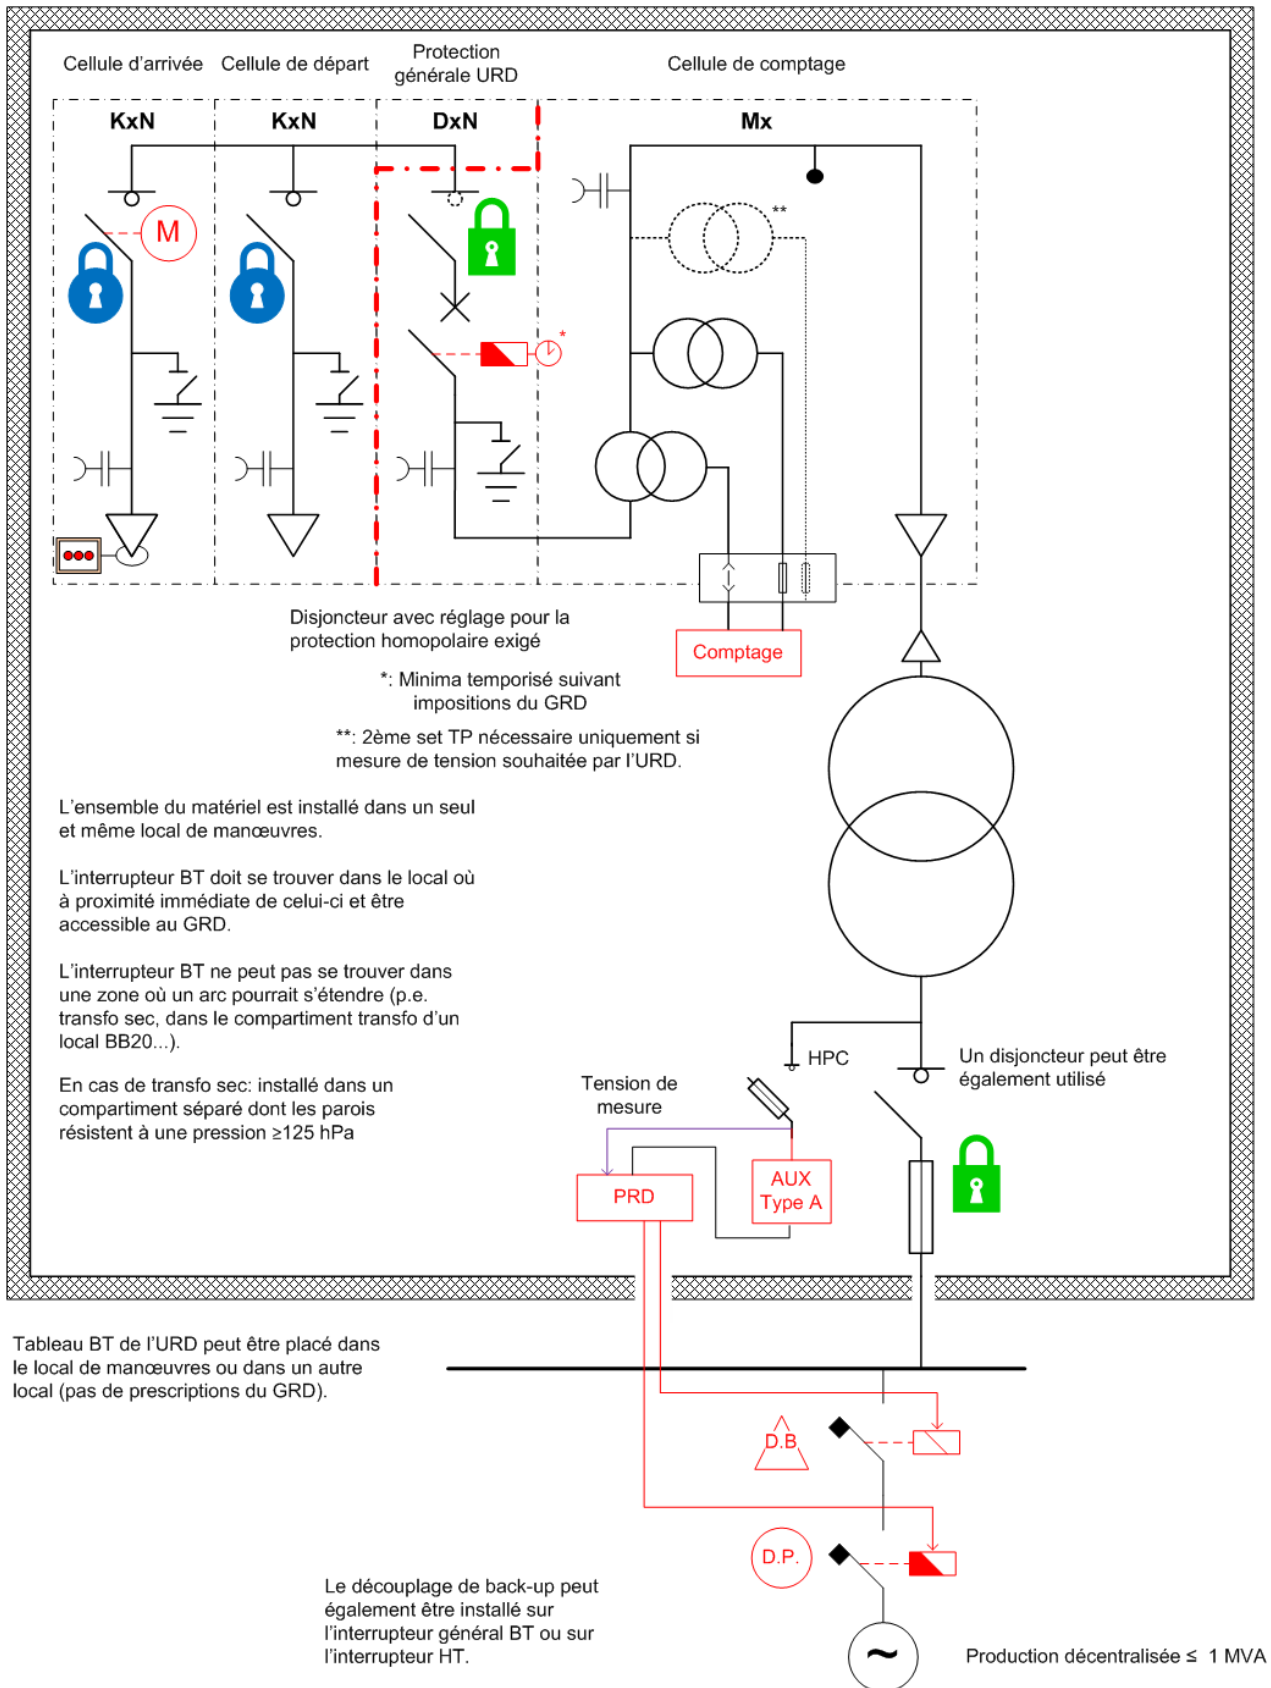 Cellule d'arrivée
Cellule de départ
Protection
générale URD
Cellule de comptage
KxN
KxN
DxN
Mx
M
**
*
Disjoncteur avec réglage pour la
protection homopolaire exigé
Comptage
*: Minima temporisé suivant
impositions du GRD
**: 2ème set TP nécessaire uniquement si
mesure de tension souhaitée par l'URD.
L'ensemble du matériel est installé dans un seul
et même local de manœuvres.
L'interrupteur BT doit se trouver dans le local où
à proximité immédiate de celui-ci et être
accessible au GRD.
L'interrupteur BT ne peut pas se trouver dans
une zone où un arc pourrait s'étendre (p.e.
transfo sec, dans le compartiment transfo d'un
local BB20...).
En cas de transfo sec: installé dans un
compartiment séparé dont les parois
résistent à une pression ≥125 hPa
HPC
Un disjoncteur peut être
également utilisé
Tension de
mesure
PRD
AUX
Type A
Tableau BT de l'URD peut être placé dans
le local de manœuvres ou dans un autre
local (pas de prescriptions du GRD).
D.B
D.P.
Le découplage de back-up peut
également être installé sur
l'interrupteur général BT ou sur
l'interrupteur HT.
~
Production décentralisée ≤ 1 MVA